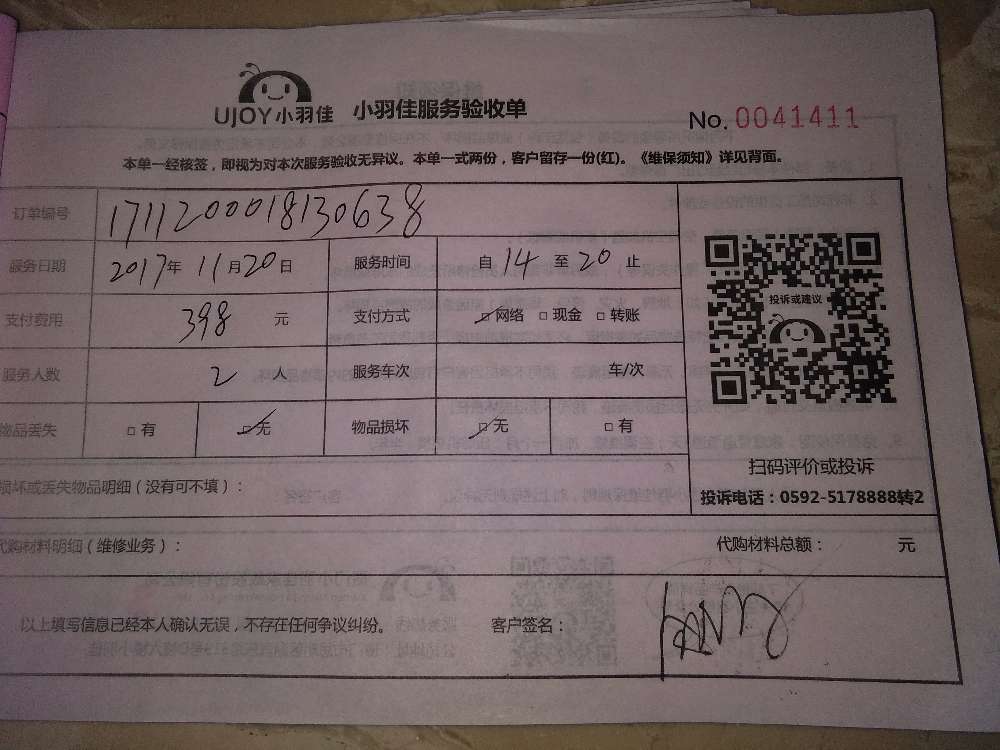 UJOY小羽佳 小羽佳服务验收单 No. 0041411
本单一经核签，即视为对本次服务验收无异议。本单一式两份，客户留存一份(红)。《维保须知》详见背面。
订单编号 1711200018130638
服务日期 2017年 11月20日 服务时间 自 14 至 20 止
投诉或建议
支付费用 398 元 支付方式 □网络 □现金 □转账
服务人数 2 人 服务车次 车/次
物品丢失 □有 □无 物品损坏 □无 □有
扫码评价或投诉
损坏或丢失物品明细（没有可不填）：
投诉电话：0592-5178888转2
代购材料明细（维修业务）： 代购材料总额： 元
以上填写信息已经本人确认无误，不存在任何争议纠纷。 客户签名：